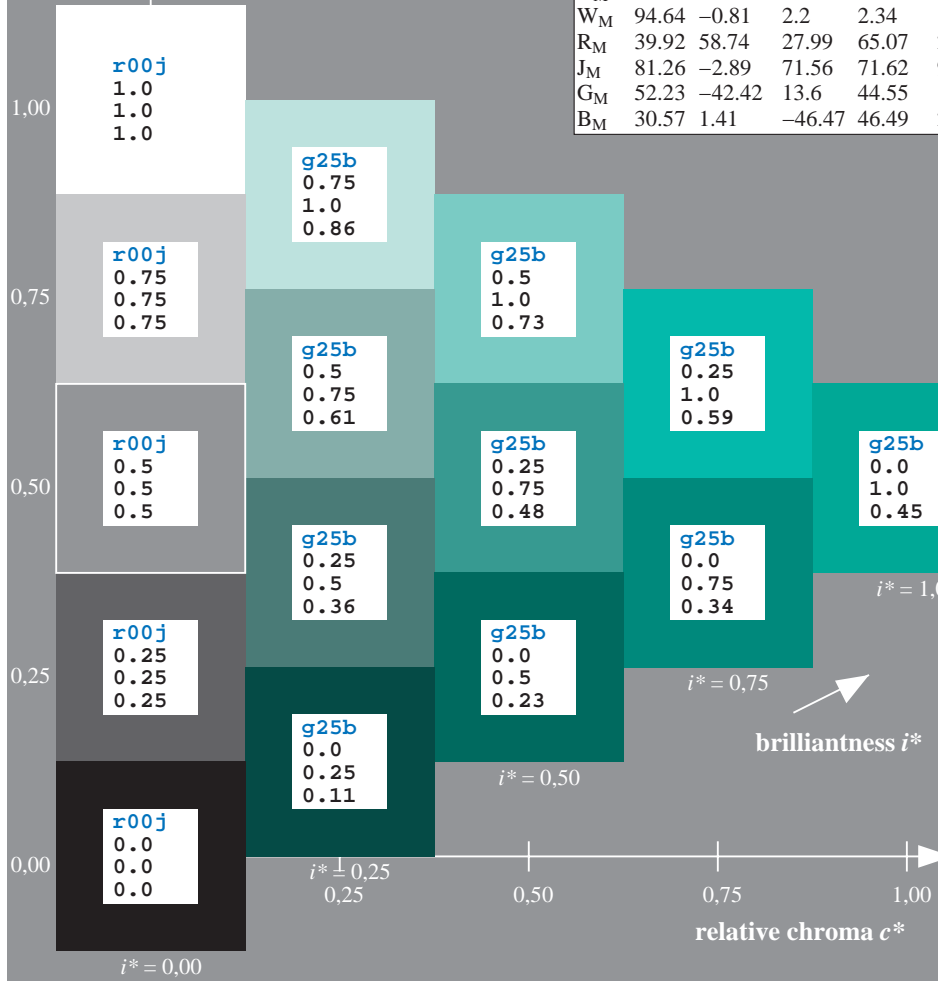 W_M 94.64 −0.81 2.2 2.34
R_M 39.92 58.74 27.99 65.07
J_M 81.26 −2.89 71.56 71.62
G_M 52.23 −42.42 13.6 44.55
B_M 30.57 1.41 −46.47 46.49
r00j
1.0
1.0
1.0
1,00
g25b
0.75
1.0
0.86
r00j
0.75
0.75
0.75
g25b
0.5
1.0
0.73
0,75
g25b
0.5
0.75
0.61
g25b
0.25
1.0
0.59
r00j
0.5
0.5
0.5
g25b
0.25
0.75
0.48
g25b
0.0
1.0
0.45
0,50
g25b
0.25
0.5
0.36
g25b
0.0
0.75
0.34
i* = 1,0
r00j
0.25
0.25
0.25
g25b
0.0
0.5
0.23
0,25
i* = 0,75
g25b
0.0
0.25
0.11
brilliantness i*
i* = 0,50
r00j
0.0
0.0
0.0
0,00
i* = 0,25
0,25 0,50 0,75 1,00
relative chroma c*
i* = 0,00